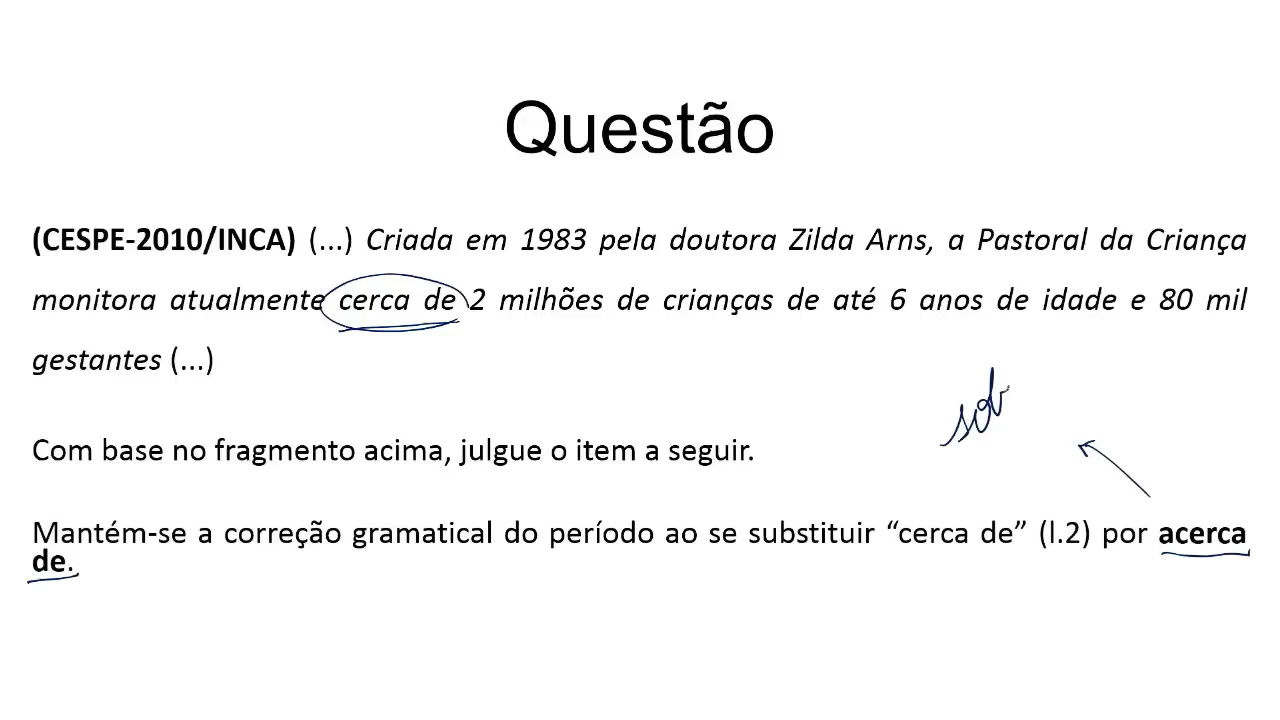 Questão
(CESPE-2010/INCA) (...) Criada em 1983 pela doutora Zilda Arns, a Pastoral da Criança
monitora atualmente cerca de 2 milhões de crianças de até 6 anos de idade e 80 mil
gestantes (...)
sob
Com base no fragmento acima, julgue o item a seguir.
Mantém-se a correção gramatical do período ao se substituir “cerca de” (l.2) por acerca
de.